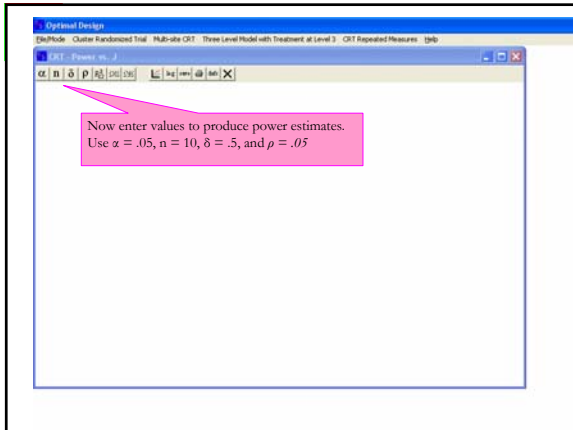 Optimal Design
File/Mode Cluster Randomized Trial Multi-site CRT Three Level Model with Treatment at Level 3 CRT Repeated Measures Help
CRT - Power vs. J
α n δ ρ
Now enter values to produce power estimates.
Use α = .05, n = 10, δ = .5, and ρ = .05